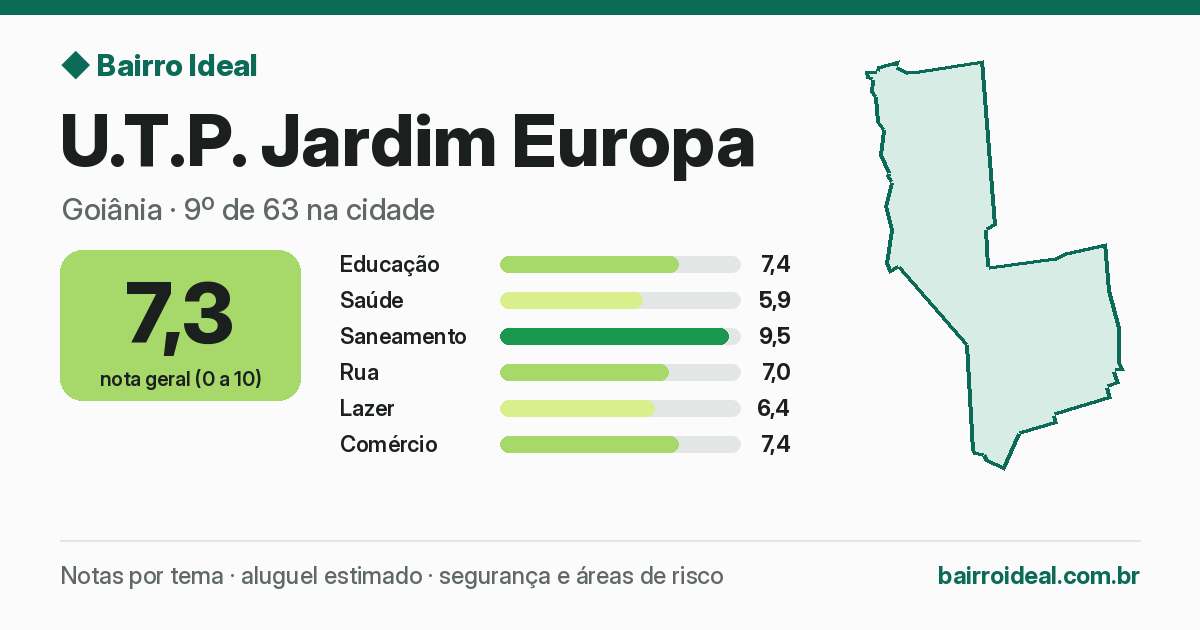 Bairro Ideal
U.T.P. Jardim Europa
Goiânia · 9º de 63 na cidade
7,3
nota geral (0 a 10)
Educação 7,4
Saúde 5,9
Saneamento 9,5
Rua 7,0
Lazer 6,4
Comércio 7,4
Notas por tema · aluguel estimado · segurança e áreas de risco
bairroideal.com.br